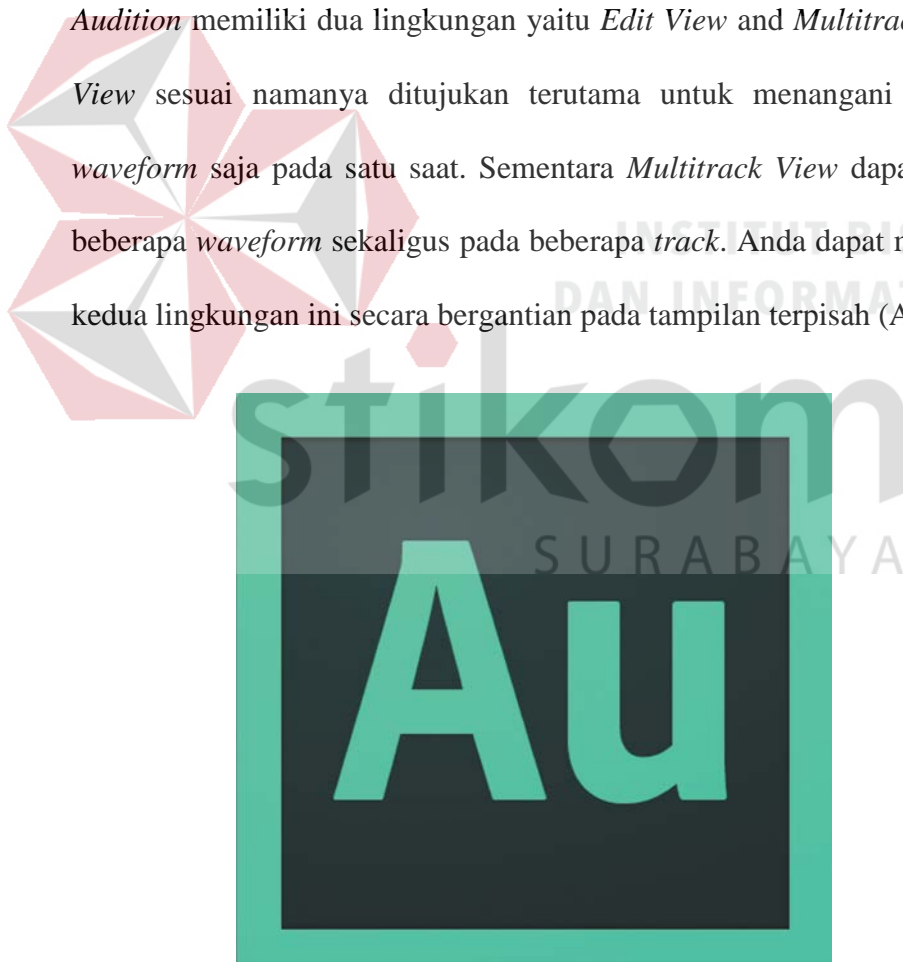 Audition memiliki dua lingkungan yaitu Edit View and Multitrac
View sesuai namanya ditujukan terutama untuk menangani
waveform saja pada satu saat. Sementara Multitrack View dapa
beberapa waveform sekaligus pada beberapa track. Anda dapat
INSTITUT BI
kedua lingkungan ini secara bergantian pada tampilan terpisah (A
DAN INFORMAT
stikom
SURABAYA
Au